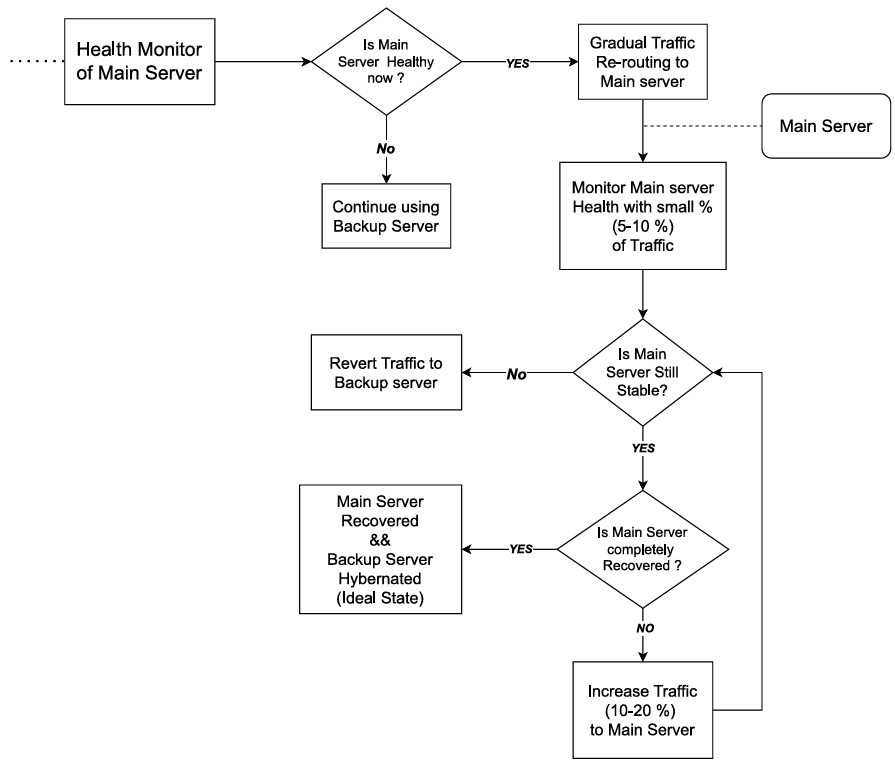 Health Monitor
of Main Server
Is Main
Server Healthy
now ?
YES
Gradual Traffic
Re-routing to
Main server
Main Server
No
Continue using
Backup Server
Monitor Main server
Health with small %
(5-10 %)
of Traffic
Is Main
Server Still
Stable?
No
Revert Traffic to
Backup server
YES
Is Main Server
completely
Recovered ?
YES
Main Server
Recovered
&&
Backup Server
Hybernated
(Ideal State)
NO
Increase Traffic
(10-20 %)
to Main Server